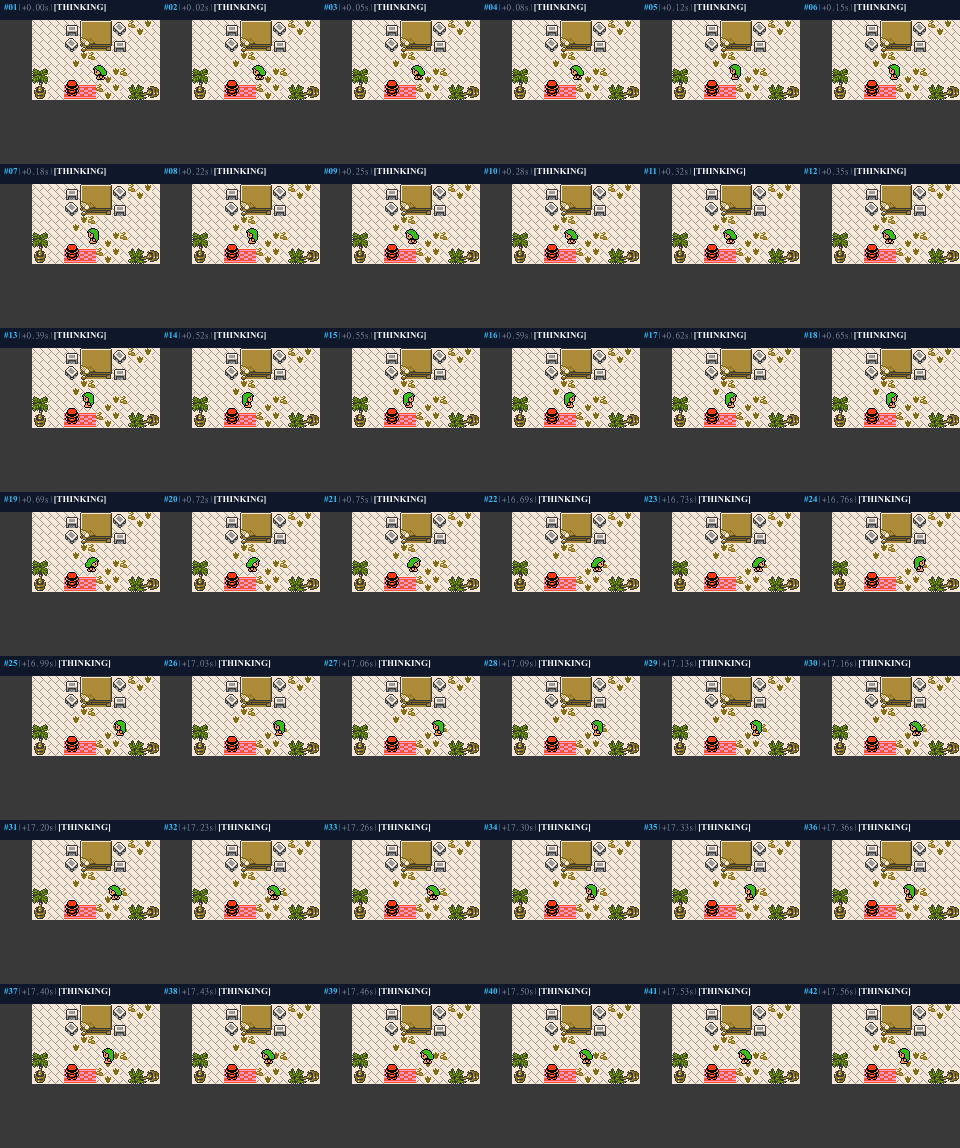 #01|+0.00s|[THINKING] #02|+0.02s|[THINKING] #03|+0.05s|[THINKING] #04|+0.08s|[THINKING] #05|+0.12s|[THINKING] #06|+0.15s|[THINKING]
#07|+0.18s|[THINKING] #08|+0.22s|[THINKING] #09|+0.25s|[THINKING] #10|+0.28s|[THINKING] #11|+0.32s|[THINKING] #12|+0.35s|[THINKING]
#13|+0.39s|[THINKING] #14|+0.52s|[THINKING] #15|+0.55s|[THINKING] #16|+0.59s|[THINKING] #17|+0.62s|[THINKING] #18|+0.65s|[THINKING]
#19|+0.69s|[THINKING] #20|+0.72s|[THINKING] #21|+0.75s|[THINKING] #22|+16.69s|[THINKING] #23|+16.73s|[THINKING] #24|+16.76s|[THINKING]
#25|+16.99s|[THINKING] #26|+17.03s|[THINKING] #27|+17.06s|[THINKING] #28|+17.09s|[THINKING] #29|+17.13s|[THINKING] #30|+17.16s|[THINKING]
#31|+17.20s|[THINKING] #32|+17.23s|[THINKING] #33|+17.26s|[THINKING] #34|+17.30s|[THINKING] #35|+17.33s|[THINKING] #36|+17.36s|[THINKING]
#37|+17.40s|[THINKING] #38|+17.43s|[THINKING] #39|+17.46s|[THINKING] #40|+17.50s|[THINKING] #41|+17.53s|[THINKING] #42|+17.56s|[THINKING]